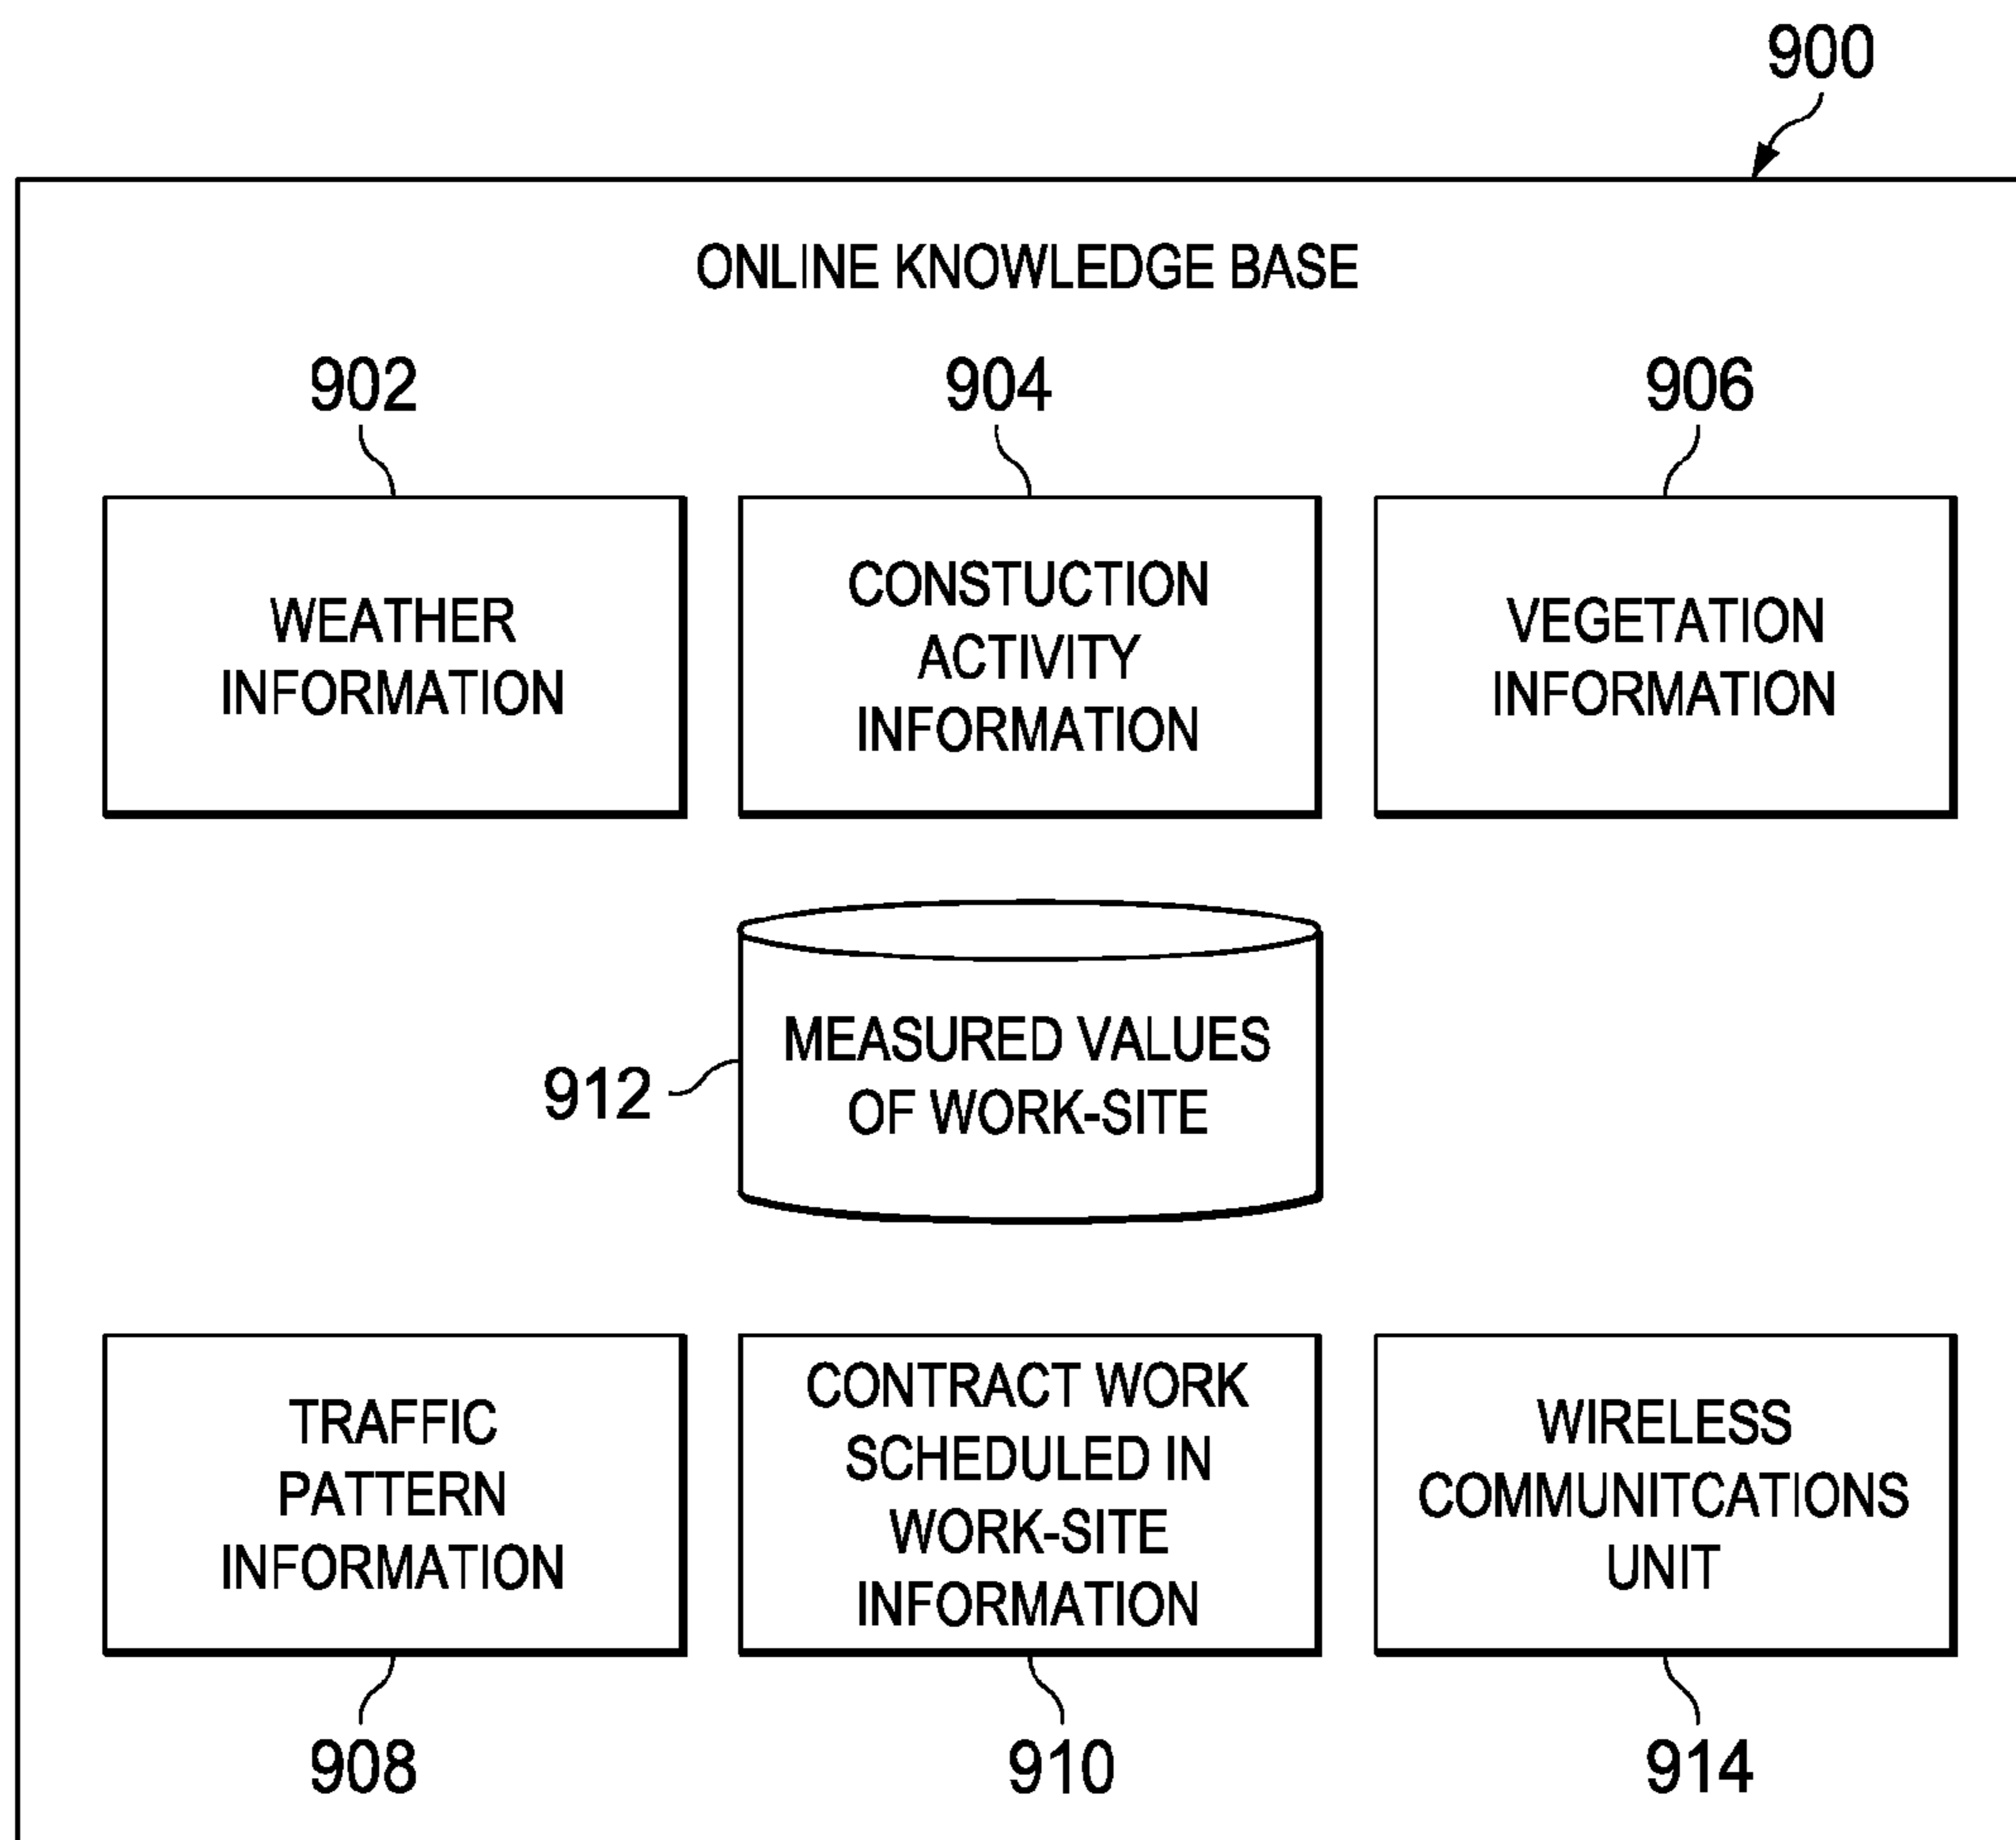 900
ONLINE KNOWLEDGE BASE
902
904
906
WEATHER
INFORMATION
CONSTUCTION
ACTIVITY
INFORMATION
VEGETATION
INFORMATION
912
MEASURED VALUES
OF WORK-SITE
TRAFFIC
PATTERN
INFORMATION
CONTRACT WORK
SCHEDULED IN
WORK-SITE
INFORMATION
WIRELESS
COMMUNITCATIONS
UNIT
908
910
914